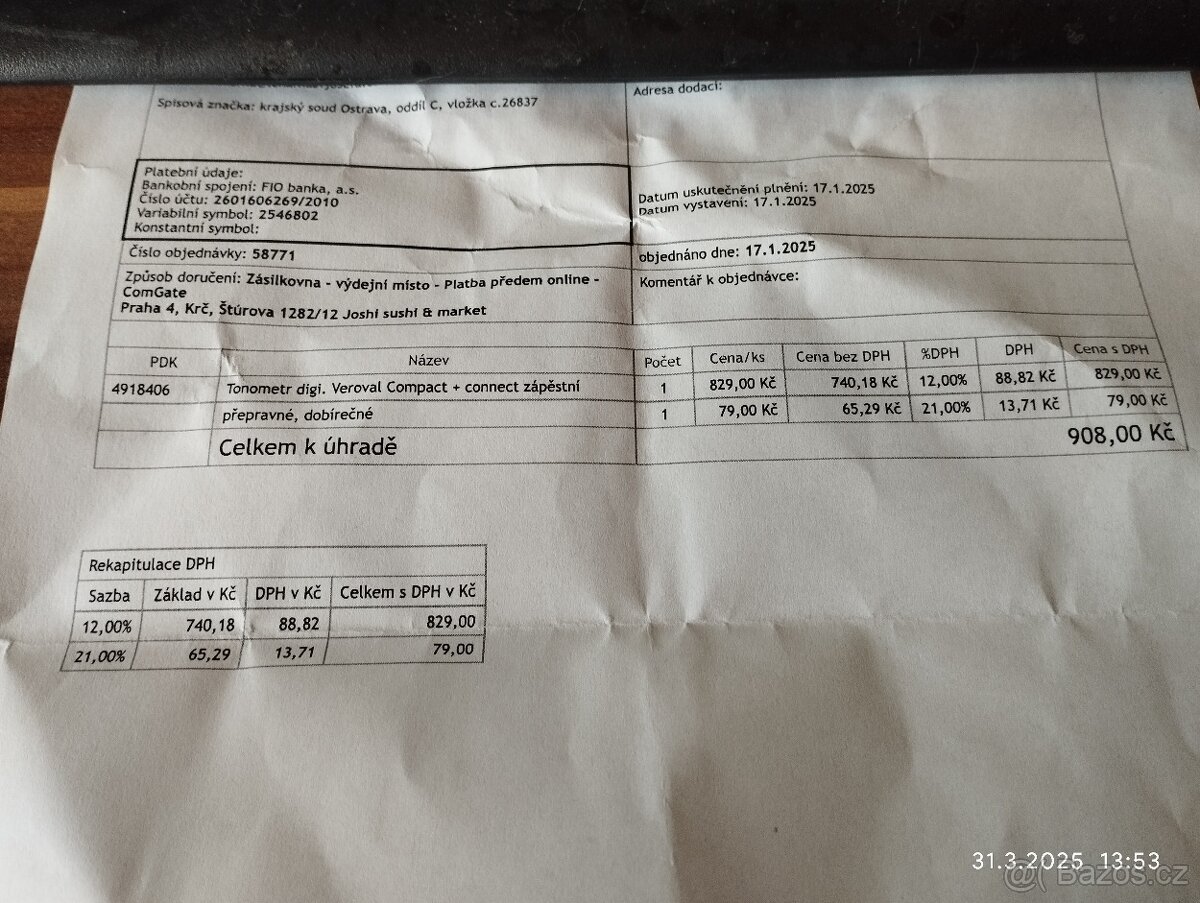 Spisová značka: krajský soud Ostrava, oddíl C, vložka c.26837
Adresa dodací:
Platební údaje:
Bankobní spojení: FIO banka, a.s.
Číslo účtu: 2601606269/2010
Variabilní symbol: 2546802
Konstantní symbol:
Datum uskutečnění plnění: 17.1.2025
Datum vystavení: 17.1.2025
Číslo objednávky: 58771
objednáno dne: 17.1.2025
Způsob doručení: Zásilkovna - výdejní místo - Platba předem online -
ComGate
Praha 4, Krč, Štúrova 1282/12 Joshi sushi & market
Komentář k objednávce:
PDK Název Počet Cena/ks Cena bez DPH %DPH DPH Cena s DPH
4918406 Tonometr digi. Veroval Compact + connect zápěstní 1 829,00 Kč 740,18 Kč 12,00% 88,82 Kč 829,00 Kč
přepravné, dobírečné 1 79,00 Kč 65,29 Kč 21,00% 13,71 Kč 79,00 Kč
Celkem k úhradě 908,00 Kč
Rekapitulace DPH
Sazba Základ v Kč DPH v Kč Celkem s DPH v Kč
12,00% 740,18 88,82 829,00
21,00% 65,29 13,71 79,00
31.3.2025 13:53
Bazoš.cz